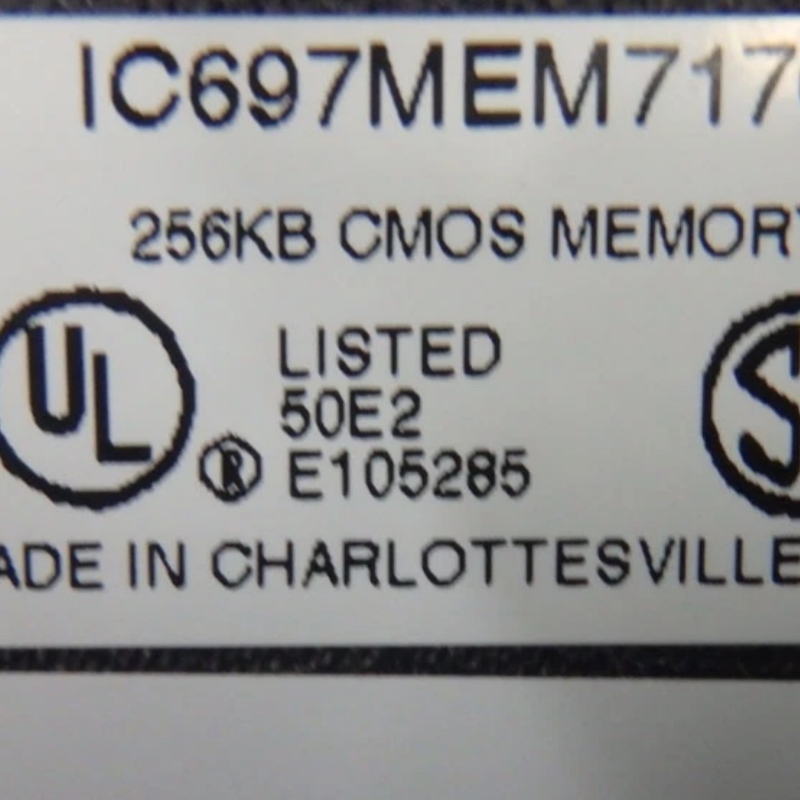 IC697MEM717
256KB CMOS MEMOR
UL
LISTED
50E2
® E105285
ADE IN CHARLOTTESVILLE